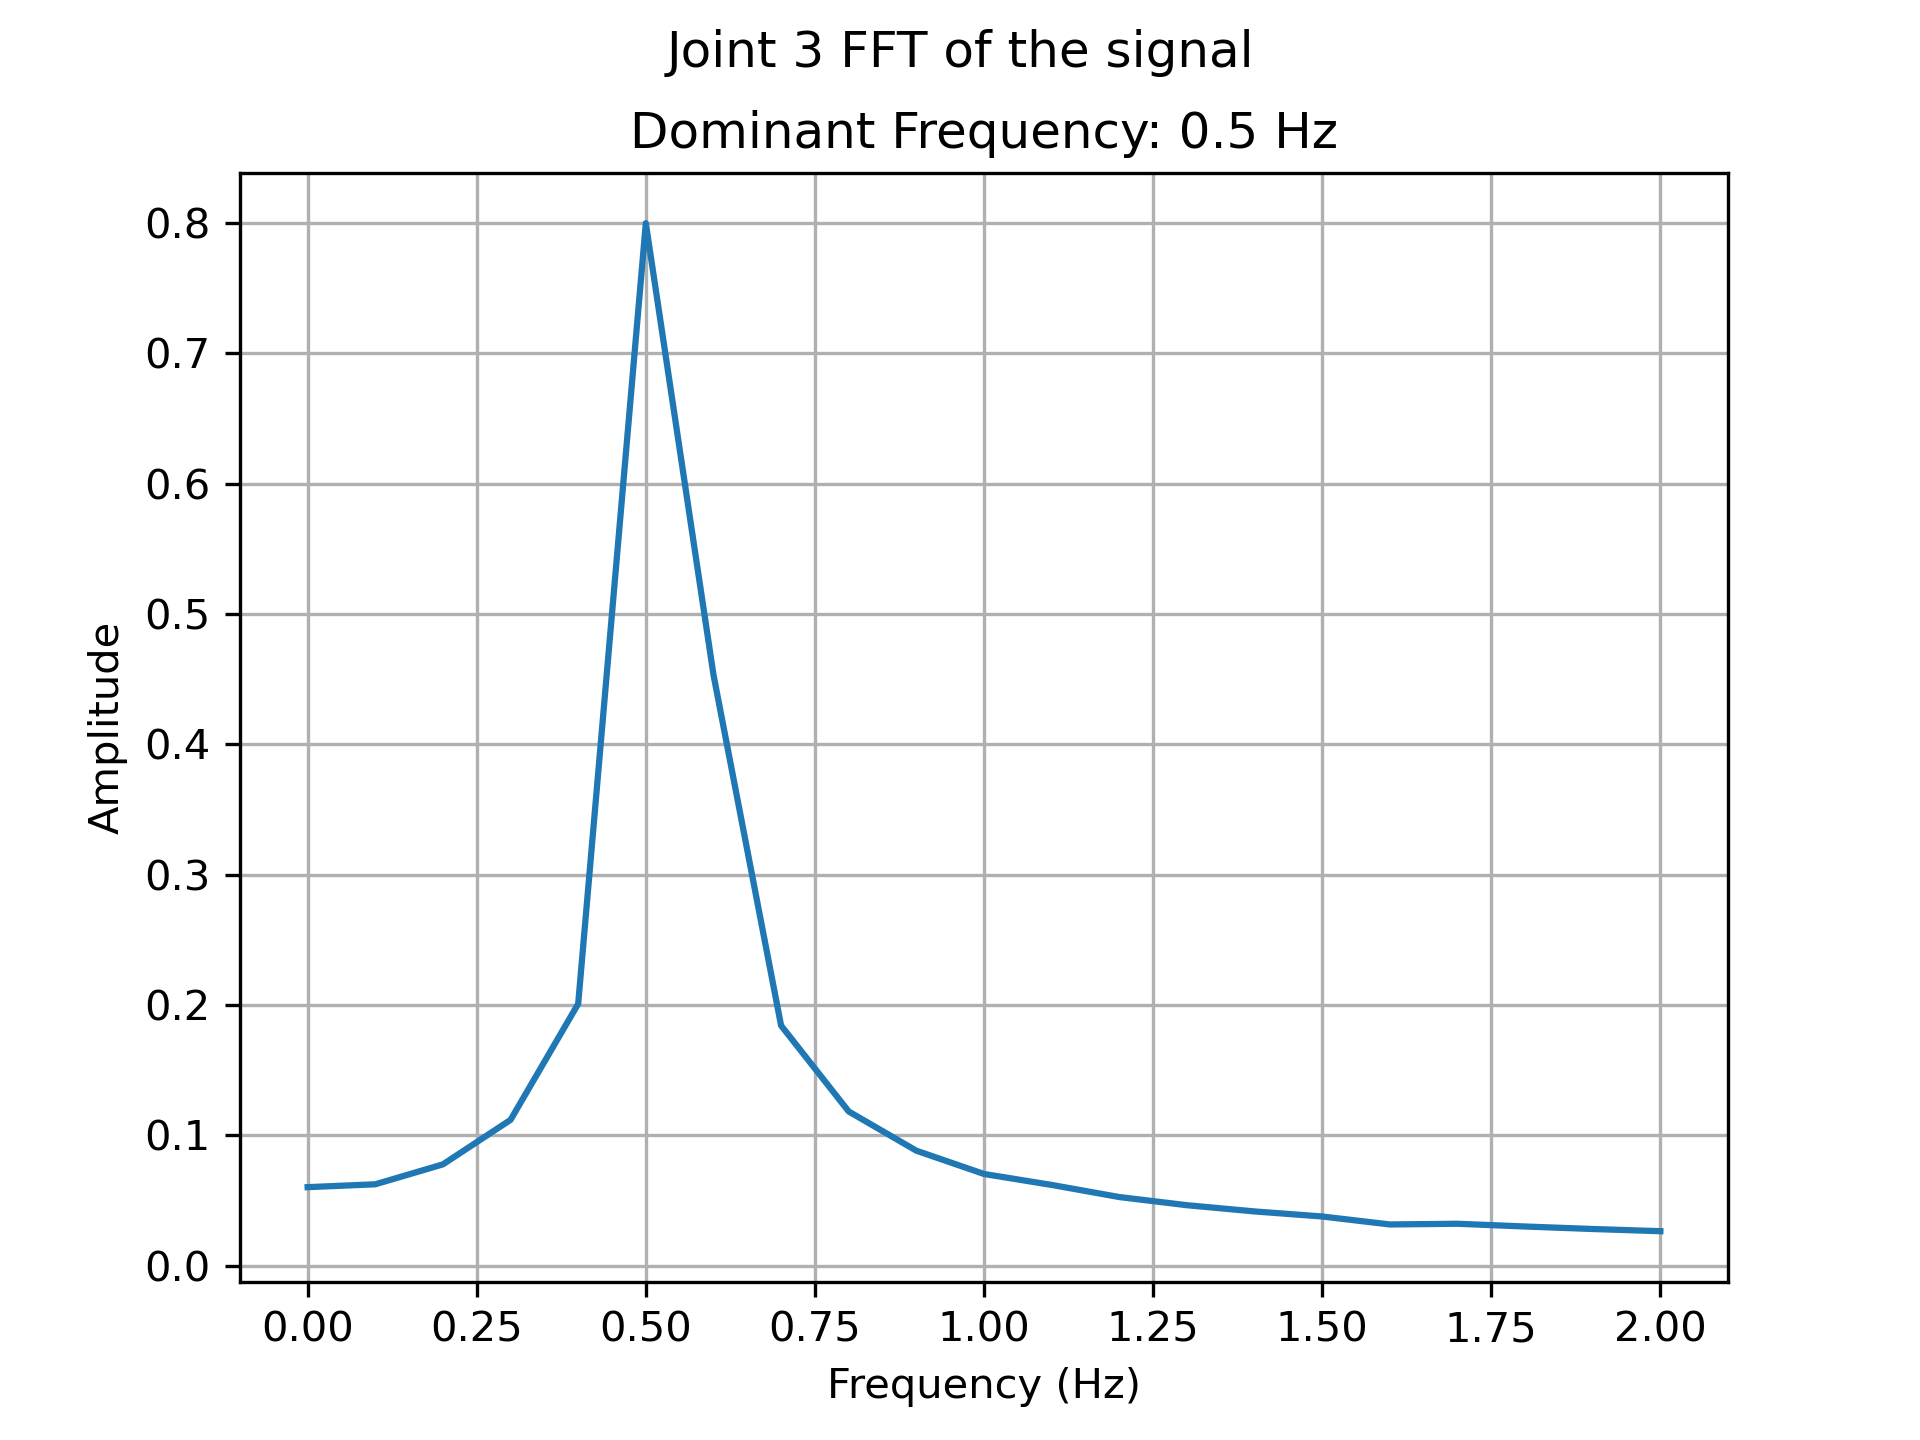 Joint 3 FFT of the signal
Dominant Frequency: 0.5 Hz
0.8
0.7
0.6
0.5
0.4
0.3
0.2
0.1
0.0
Amplitude
0.00 0.25 0.50 0.75 1.00 1.25 1.50 1.75 2.00
Frequency (Hz)